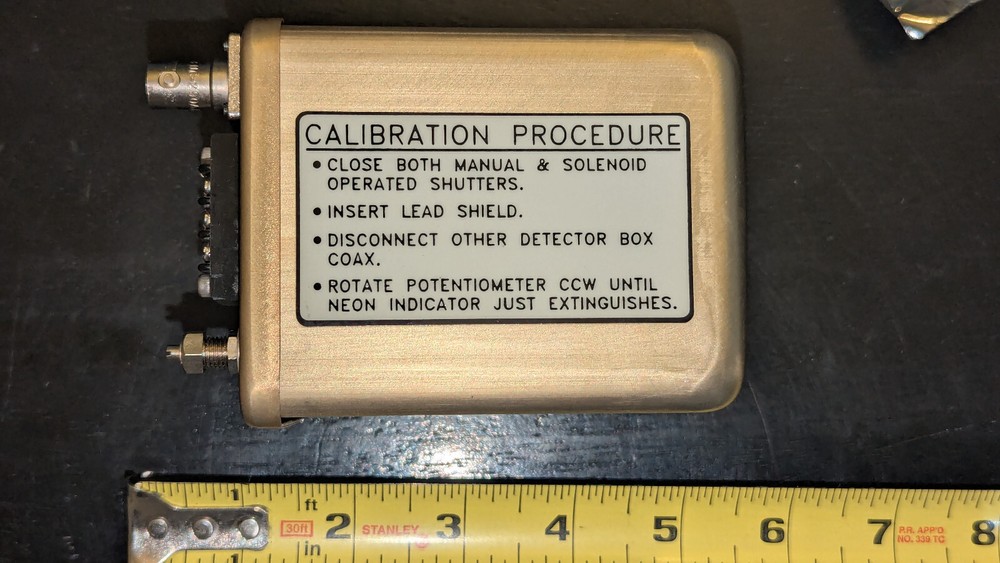 CALIBRATION PROCEDURE
• CLOSE BOTH MANUAL & SOLENOID
OPERATED SHUTTERS.
• INSERT LEAD SHIELD.
• DISCONNECT OTHER DETECTOR BOX
COAX.
• ROTATE POTENTIOMETER CCW UNTIL
NEON INDICATOR JUST EXTINGUISHES.
1 ft 2 3 4 5 6 7 8
30ft STANLEY P.R. APP'D
NO. 339 TC
1 in